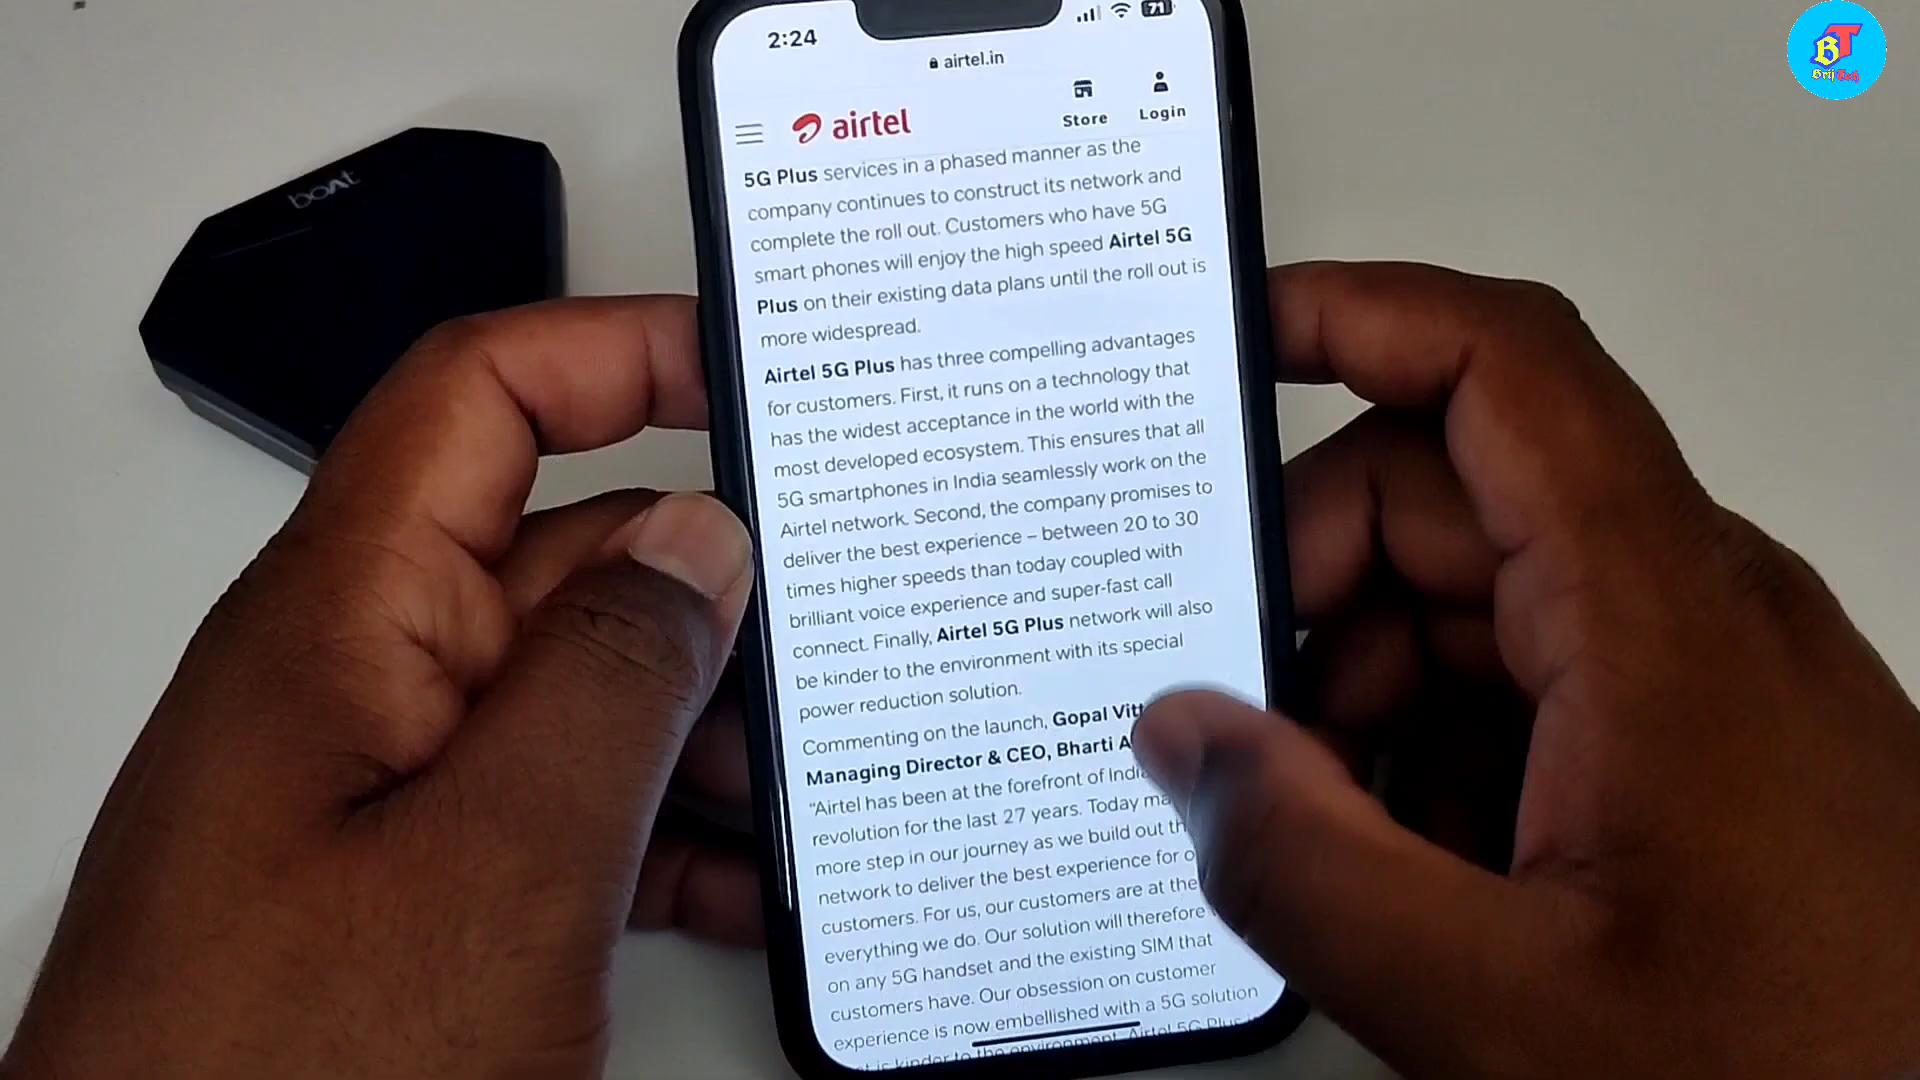 2:24
71
airtel.in
airtel
Store
Login
BT
Brij Tech
boAt
5G Plus services in a phased manner as the
company continues to construct its network and
complete the roll out. Customers who have 5G
smart phones will enjoy the high speed Airtel 5G
Plus on their existing data plans until the roll out is
more widespread.
Airtel 5G Plus has three compelling advantages
for customers. First, it runs on a technology that
has the widest acceptance in the world with the
most developed ecosystem. This ensures that all
5G smartphones in India seamlessly work on the
Airtel network. Second, the company promises to
deliver the best experience – between 20 to 30
times higher speeds than today coupled with
brilliant voice experience and super-fast call
connect. Finally, Airtel 5G Plus network will also
be kinder to the environment with its special
power reduction solution.
Commenting on the launch, Gopal
Managing Director & CEO, Bharti
“Airtel has been at the forefront of
revolution for the last 27 years. Today
more step in our journey as we build out
network to deliver the best experience for
customers. For us, our customers are at the
everything we do. Our solution will therefore
on any 5G handset and the existing SIM that
customers have. Our obsession on customer
experience is now embellished with a 5G solution
kinder to the environment. Airtel 5G Plus